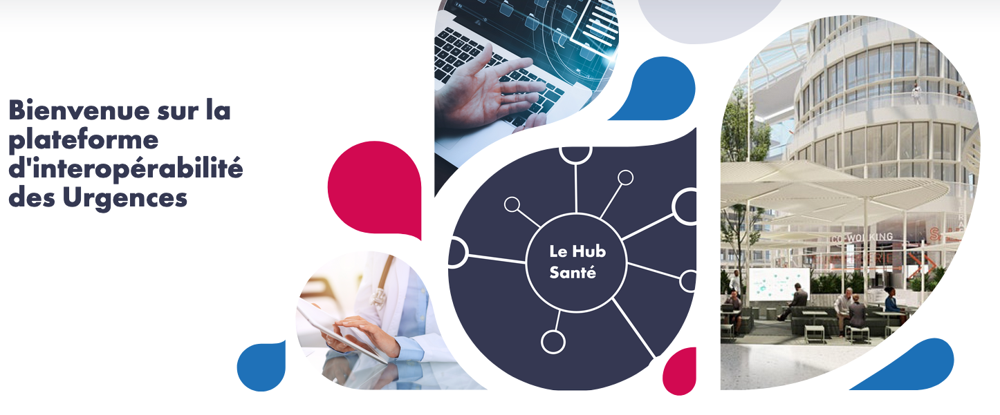 Bienvenue sur la
plateforme
d'interopérabilité
des Urgences
Le Hub
Santé
CO-WORKING